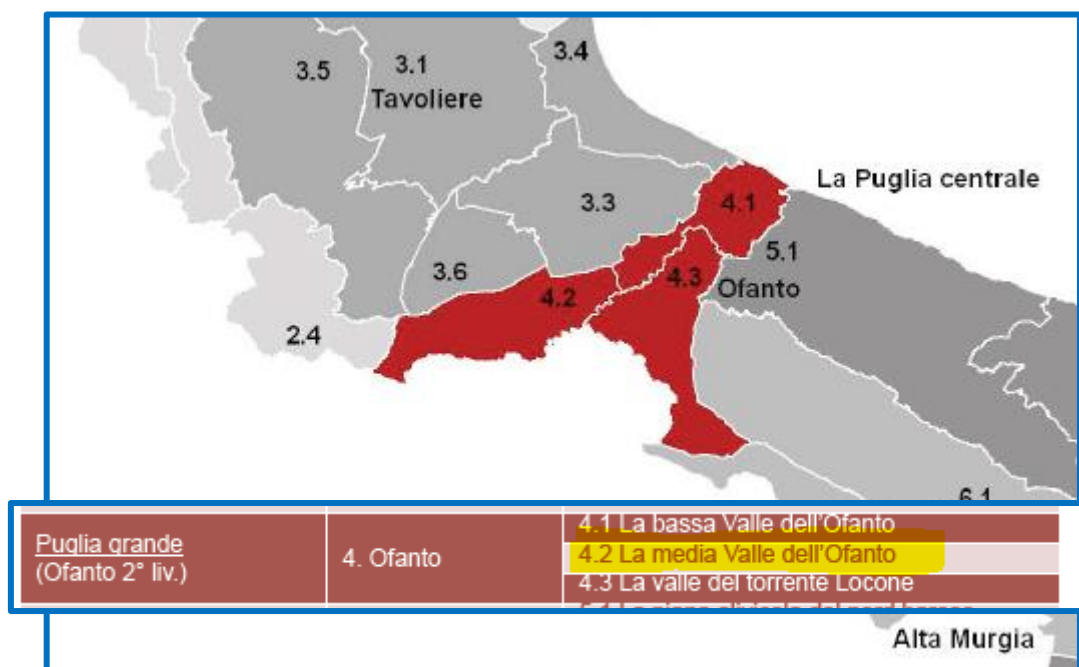 3.4
3.5
3.1
Tavoliere
La Puglia centrale
3.3
4.1
5.1
3.6
4.3
Ofanto
4.2
2.4
6.1
4.1 La bassa Valle dell'Ofanto
Puglia grande
(Ofanto 2° liv.)
4. Ofanto
4.2 La media Valle dell'Ofanto
4.3 La valle del torrente Locone
Alta Murgia